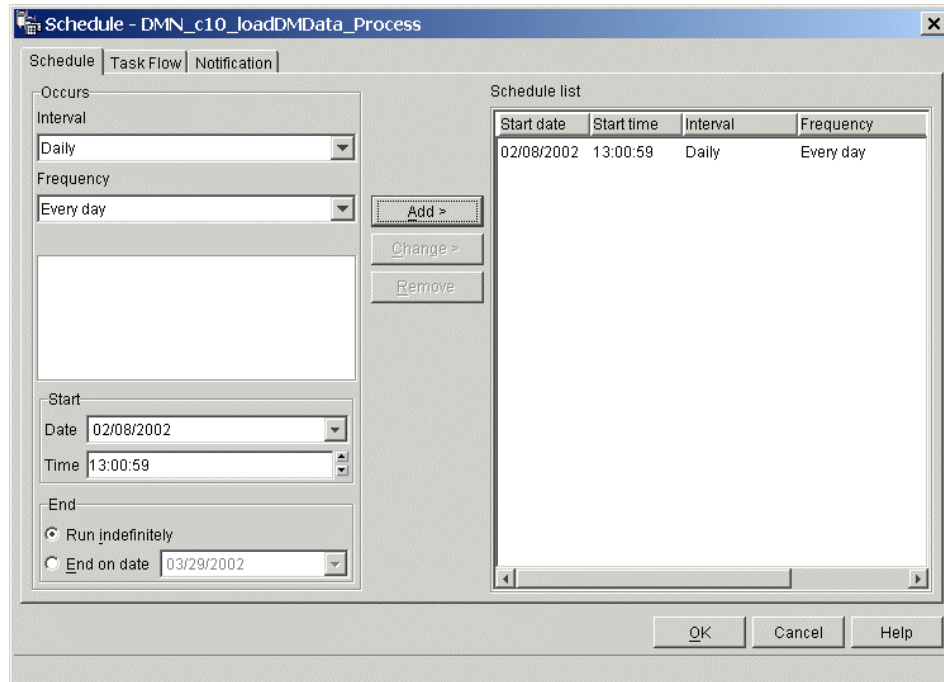 Schedule - DMN_c10_loadDMData_Process
Schedule Task Flow Notification
Occurs
Interval
Daily
Frequency
Every day
Start
Date 02/08/2002
Time 13:00:59
End
Run indefinitely
End on date 03/29/2002
Add >
Change >
Remove
Schedule list
Start date Start time Interval Frequency
02/08/2002 13:00:59 Daily Every day
OK Cancel Help